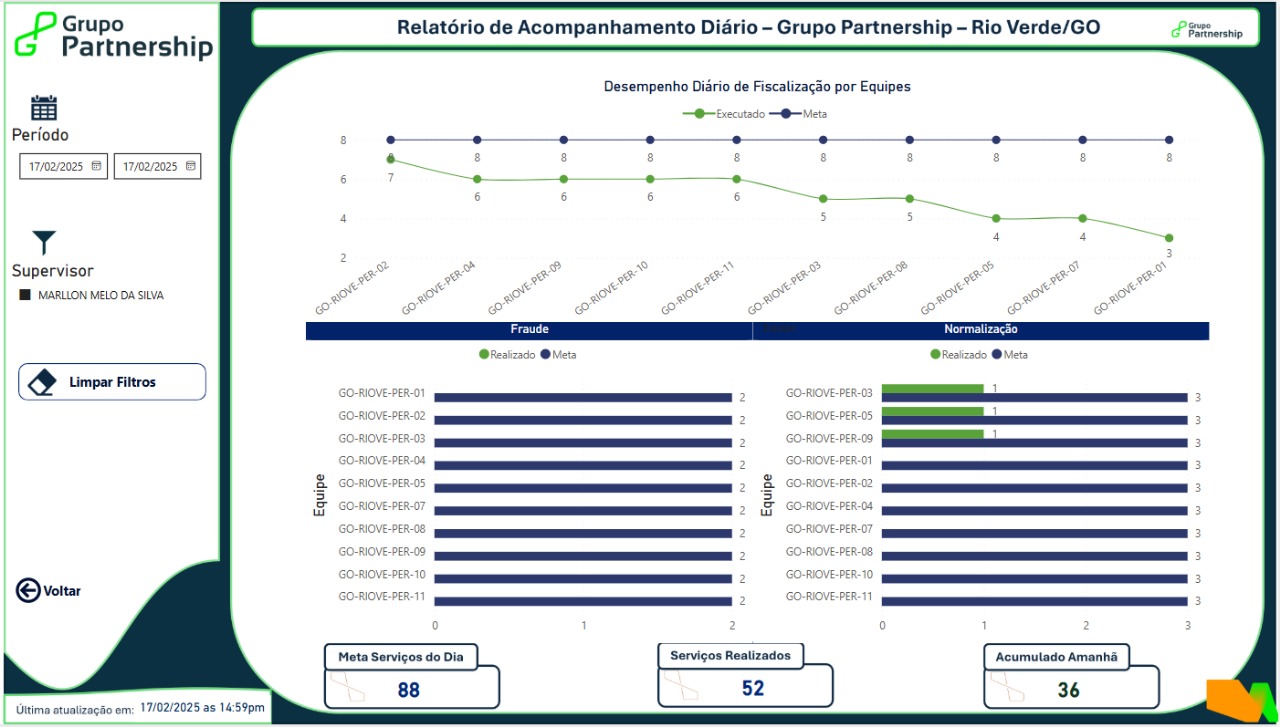 Grupo
Partnership
Relatório de Acompanhamento Diário – Grupo Partnership – Rio Verde/GO
Grupo
Partnership
Período
17/02/2025 17/02/2025
Supervisor
MARLLON MELO DA SILVA
Limpar Filtros
Voltar
Última atualização em: 17/02/2025 as 14:59pm
Desempenho Diário de Fiscalização por Equipes
Executado Meta
8
6
4
2
8 8 8 8 8 8 8 8 8 8
7 6 6 6 6 5 5 4 4 3
GO-RIOVE-PER-02 GO-RIOVE-PER-04 GO-RIOVE-PER-09 GO-RIOVE-PER-10 GO-RIOVE-PER-11 GO-RIOVE-PER-03 GO-RIOVE-PER-08 GO-RIOVE-PER-05 GO-RIOVE-PER-07 GO-RIOVE-PER-01
Fraude
Realizado Meta
Equipe
GO-RIOVE-PER-01 2
GO-RIOVE-PER-02 2
GO-RIOVE-PER-03 2
GO-RIOVE-PER-04 2
GO-RIOVE-PER-05 2
GO-RIOVE-PER-07 2
GO-RIOVE-PER-08 2
GO-RIOVE-PER-09 2
GO-RIOVE-PER-10 2
GO-RIOVE-PER-11 2
0 1 2
Normalização
Realizado Meta
Equipe
GO-RIOVE-PER-03 1 3
GO-RIOVE-PER-05 1 3
GO-RIOVE-PER-09 1 3
GO-RIOVE-PER-01 3
GO-RIOVE-PER-02 3
GO-RIOVE-PER-04 3
GO-RIOVE-PER-07 3
GO-RIOVE-PER-08 3
GO-RIOVE-PER-10 3
GO-RIOVE-PER-11 3
0 1 2 3
Meta Serviços do Dia
88
Serviços Realizados
52
Acumulado Amanhã
36